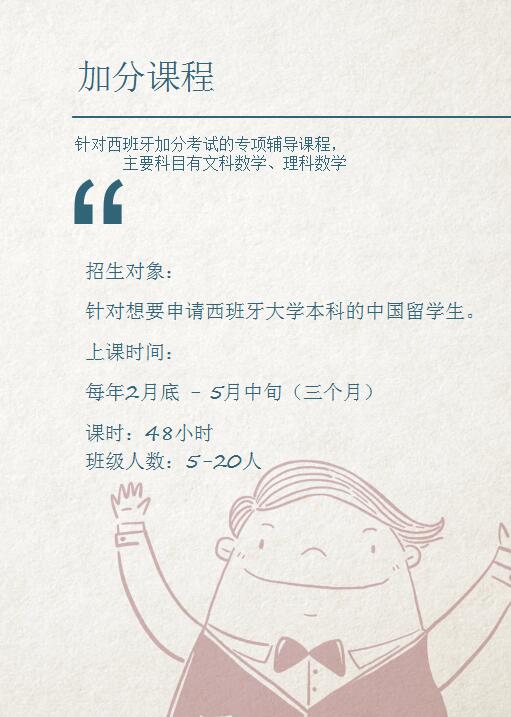 加分课程
针对西班牙加分考试的专项辅导课程，
主要科目有文科数学、理科数学
“
招生对象：
针对想要申请西班牙大学本科的中国留学生。
上课时间：
每年2月底 - 5月中旬（三个月）
课时：48小时
班级人数：5-20人